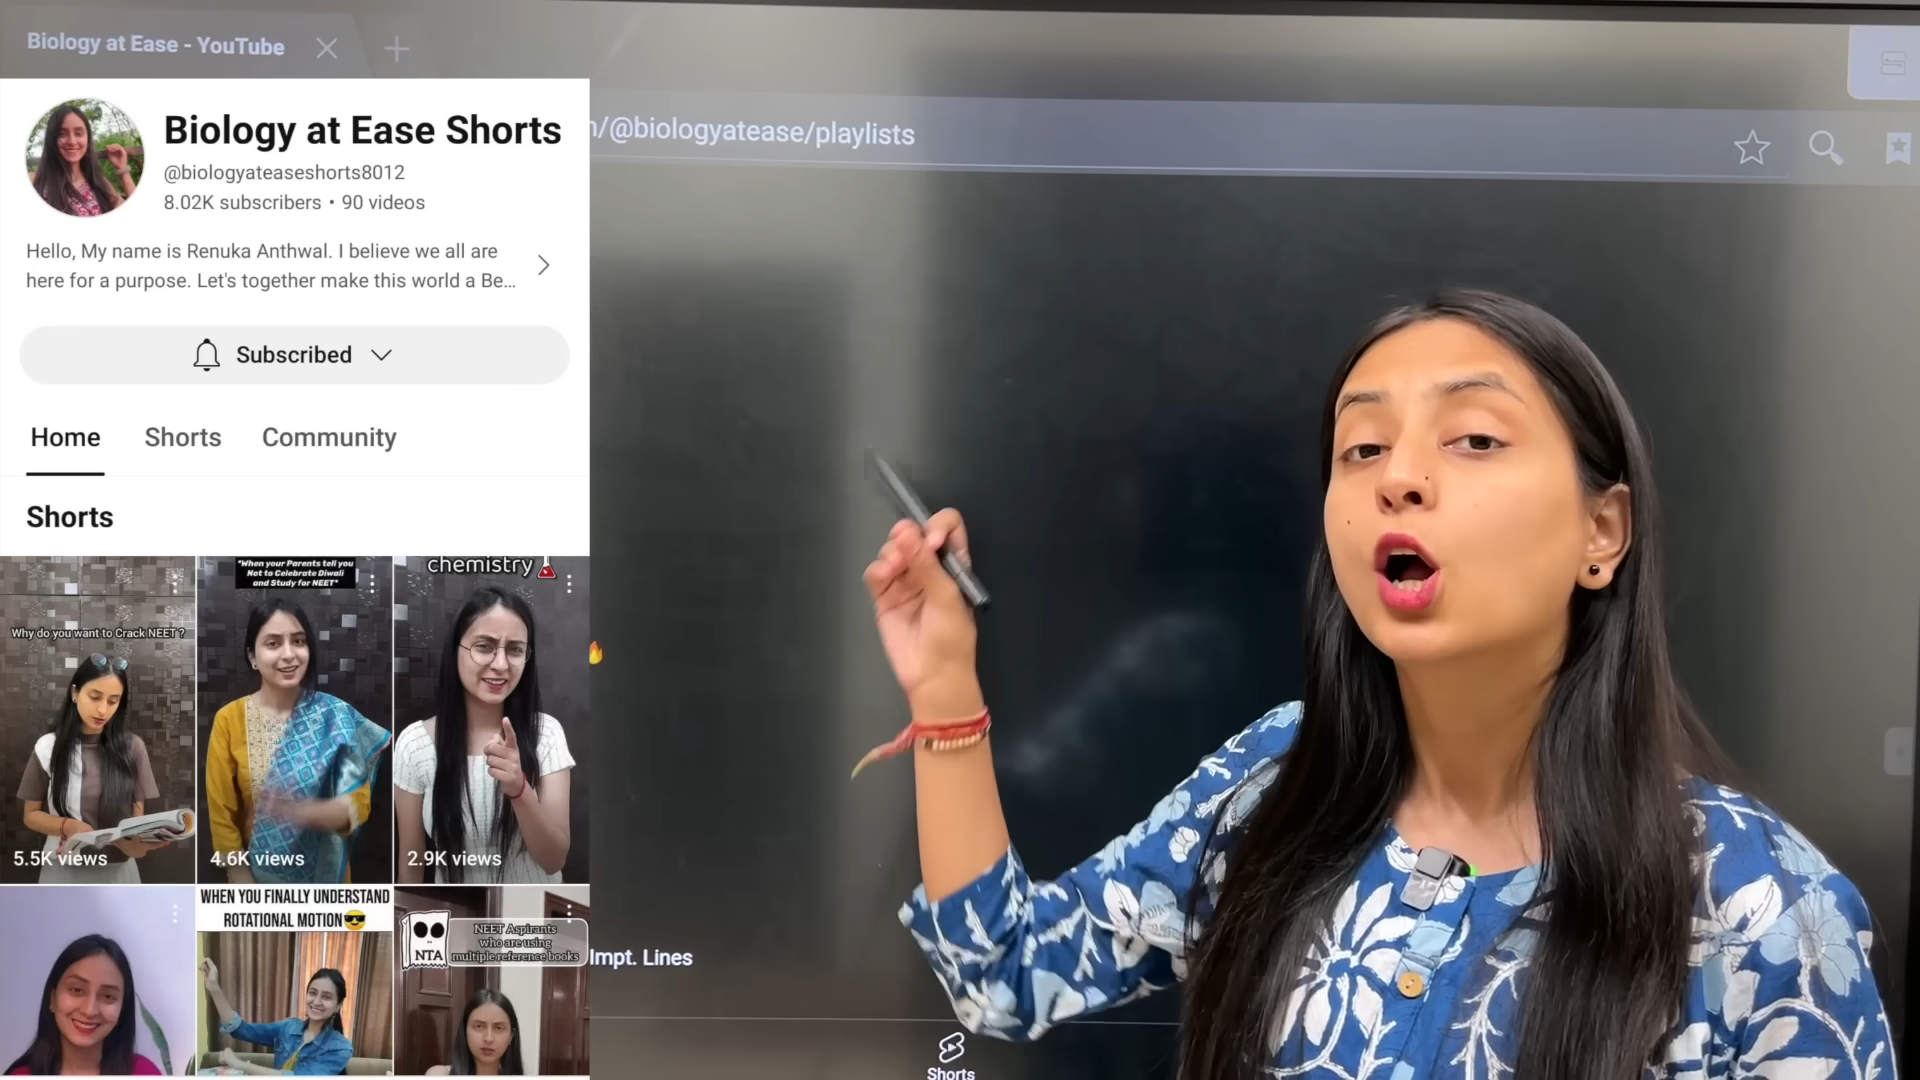 Biology at Ease - YouTube
/@biologyatease/playlists
Biology at Ease Shorts
@biologyateaseshorts8012
8.02K subscribers • 90 videos
Hello, My name is Renuka Anthwal. I believe we all are
here for a purpose. Let's together make this world a Be...
Subscribed
Home Shorts Community
Shorts
Why do you want to Crack NEET ?
5.5K views
"When your Parents tell you
Not to Celebrate Diwali
and Study for NEET"
4.6K views
chemistry
2.9K views
WHEN YOU FINALLY UNDERSTAND
ROTATIONAL MOTION
NTA
NEET Aspirants
who are using
multiple reference books
Impt. Lines
Shorts